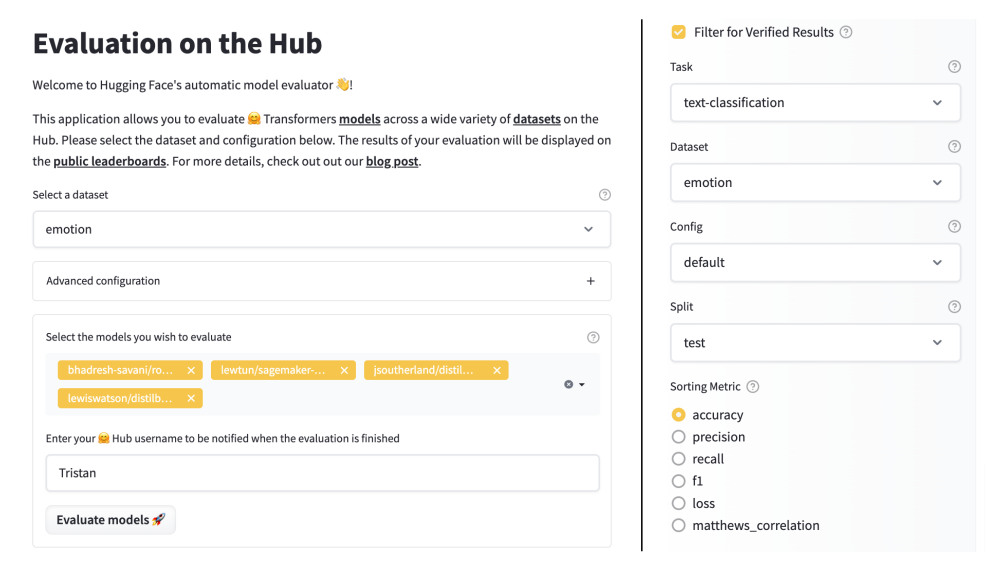 Evaluation on the Hub
Welcome to Hugging Face's automatic model evaluator 👋!
This application allows you to evaluate 🤗 Transformers models across a wide variety of datasets on the
Hub. Please select the dataset and configuration below. The results of your evaluation will be displayed on
the public leaderboards. For more details, check out out our blog post.
Select a dataset
emotion
Advanced configuration
Select the models you wish to evaluate
bhadresh-savani/ro...
lewtun/sagemaker-...
jsoutherland/distil...
lewiswatson/distilb...
Enter your 🤗 Hub username to be notified when the evaluation is finished
Tristan
Evaluate models 🚀
Filter for Verified Results
Task
text-classification
Dataset
emotion
Config
default
Split
test
Sorting Metric
accuracy
precision
recall
f1
loss
matthews_correlation